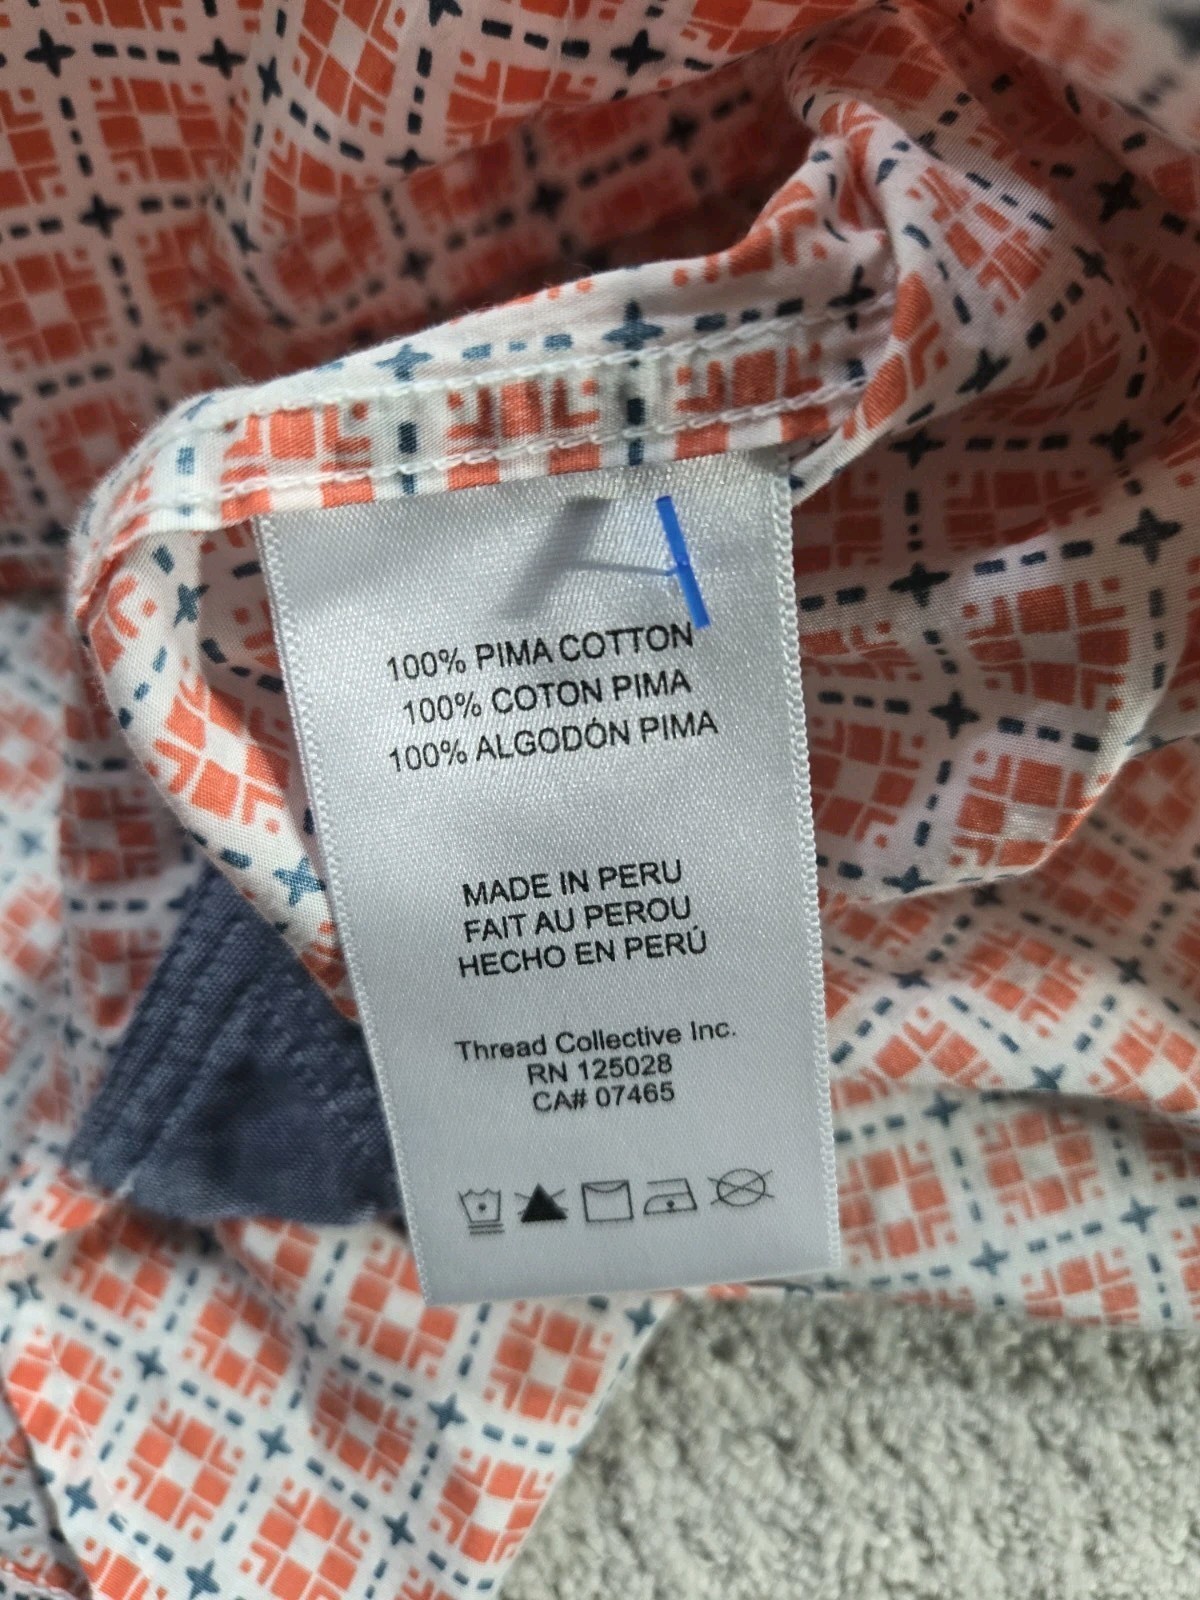 100% PIMA COTTON
100% COTON PIMA
100% ALGODÓN PIMA
MADE IN PERU
FAIT AU PEROU
HECHO EN PERÚ
Thread Collective Inc.
RN 125028
CA# 07465